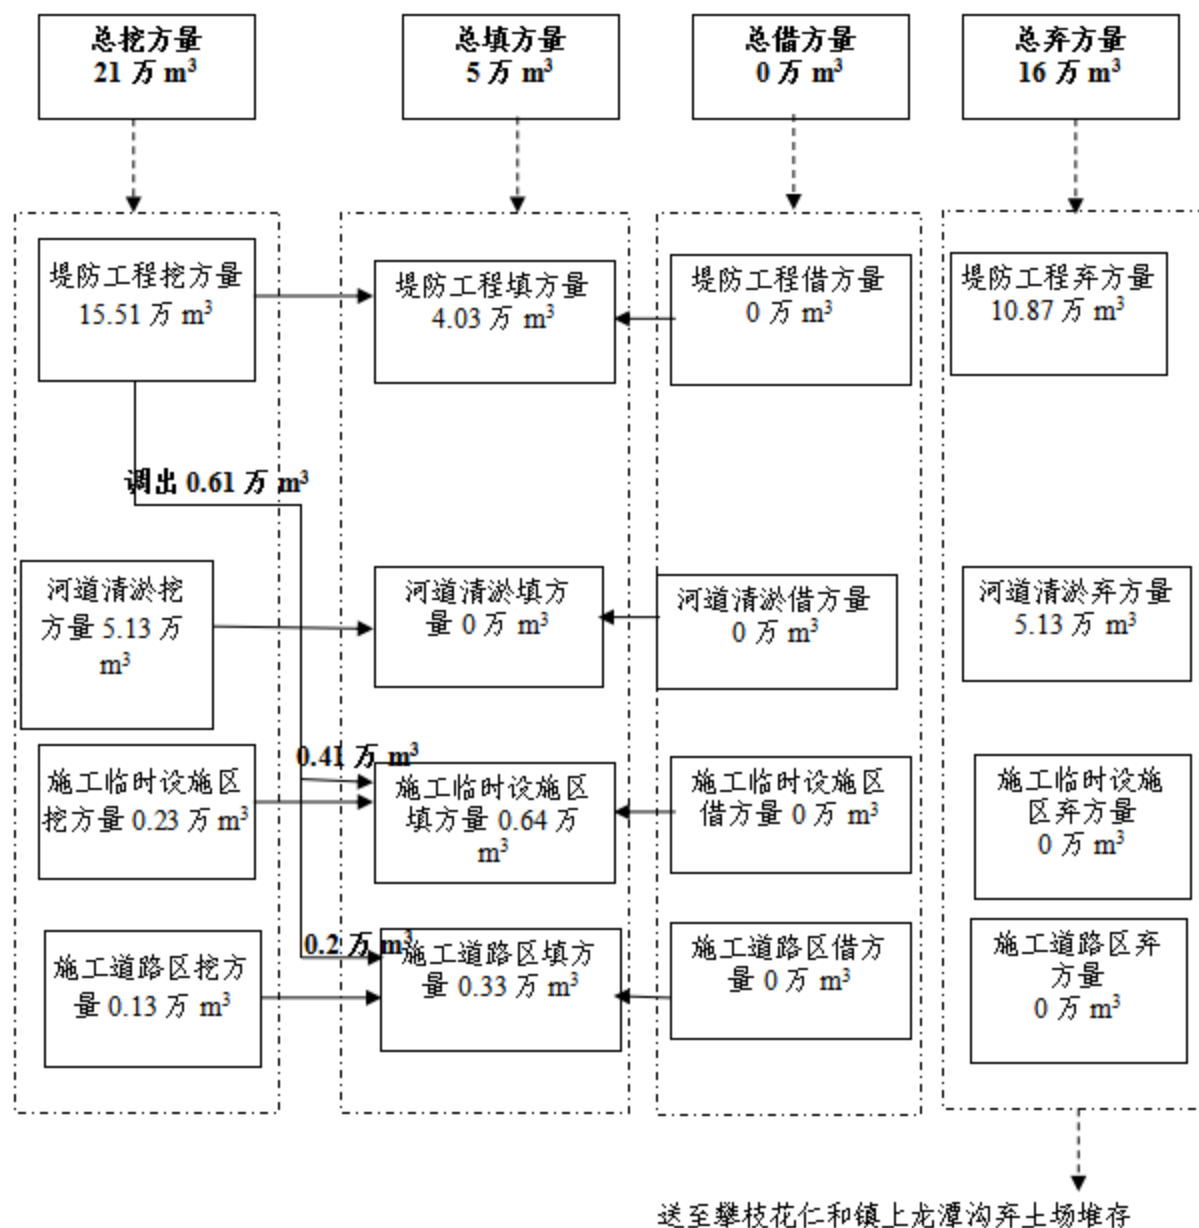 总挖方量
21 万 m³
总填方量
5 万 m³
总借方量
0 万 m³
总弃方量
16 万 m³
堤防工程挖方量
15.51 万 m³
堤防工程填方量
4.03 万 m³
堤防工程借方量
0 万 m³
堤防工程弃方量
10.87 万 m³
调出 0.61 万 m³
河道清淤挖
方量 5.13 万
m³
河道清淤填方
量 0 万 m³
河道清淤借方量
0 万 m³
河道清淤弃方量
5.13 万 m³
0.41 万 m³
施工临时设施区
挖方量 0.23 万 m³
施工临时设施区
填方量 0.64 万
m³
施工临时设施区
借方量 0 万 m³
施工临时设施
区弃方量
0 万 m³
0.2 万 m³
施工道路区挖方
量 0.13 万 m³
施工道路区填方
量 0.33 万 m³
施工道路区借方
量 0 万 m³
施工道路区弃
方量
0 万 m³
送至攀枝花仁和镇上龙潭沟弃土场堆存